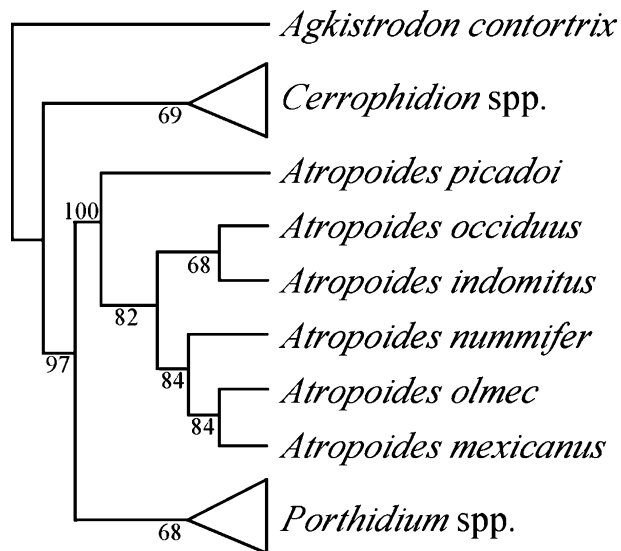 Agkistrodon contortrix
Cerrophidion spp.
69
Atropoides picadoi
100
Atropoides occiduus
68
Atropoides indomitus
82
Atropoides nummifer
97
84
Atropoides olmec
84
Atropoides mexicanus
Porthidium spp.
68